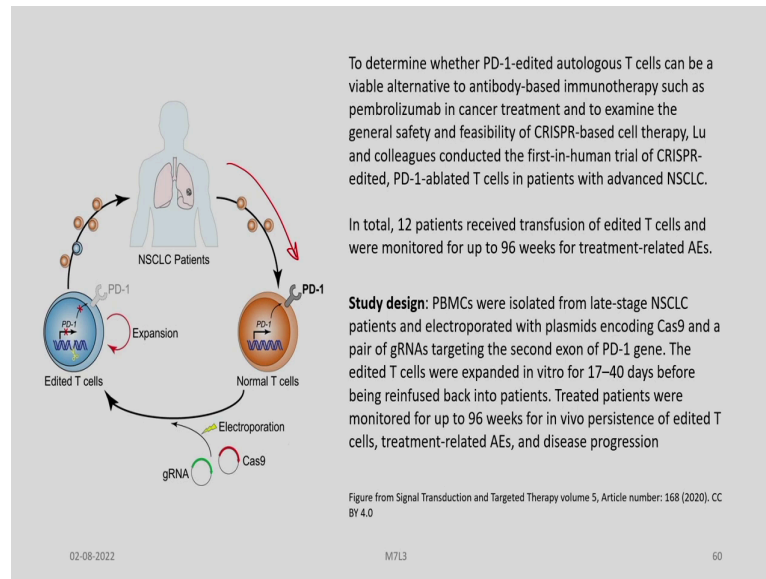 To determine whether PD-1-edited autologous T cells can be a
viable alternative to antibody-based immunotherapy such as
pembrolizumab in cancer treatment and to examine the
general safety and feasibility of CRISPR-based cell therapy, Lu
and colleagues conducted the first-in-human trial of CRISPR-
edited, PD-1-ablated T cells in patients with advanced NSCLC.
In total, 12 patients received transfusion of edited T cells and
were monitored for up to 96 weeks for treatment-related AEs.
Study design: PBMCs were isolated from late-stage NSCLC
patients and electroporated with plasmids encoding Cas9 and a
pair of gRNAs targeting the second exon of PD-1 gene. The
edited T cells were expanded in vitro for 17–40 days before
being reinfused back into patients. Treated patients were
monitored for up to 96 weeks for in vivo persistence of edited T
cells, treatment-related AEs, and disease progression
Figure from Signal Transduction and Targeted Therapy volume 5, Article number: 168 (2020). CC
BY 4.0
NSCLC Patients
PD-1
PD-1
PD-1
PD-1
Expansion
Edited T cells
Normal T cells
Electroporation
Cas9
gRNA
02-08-2022
M7L3
60